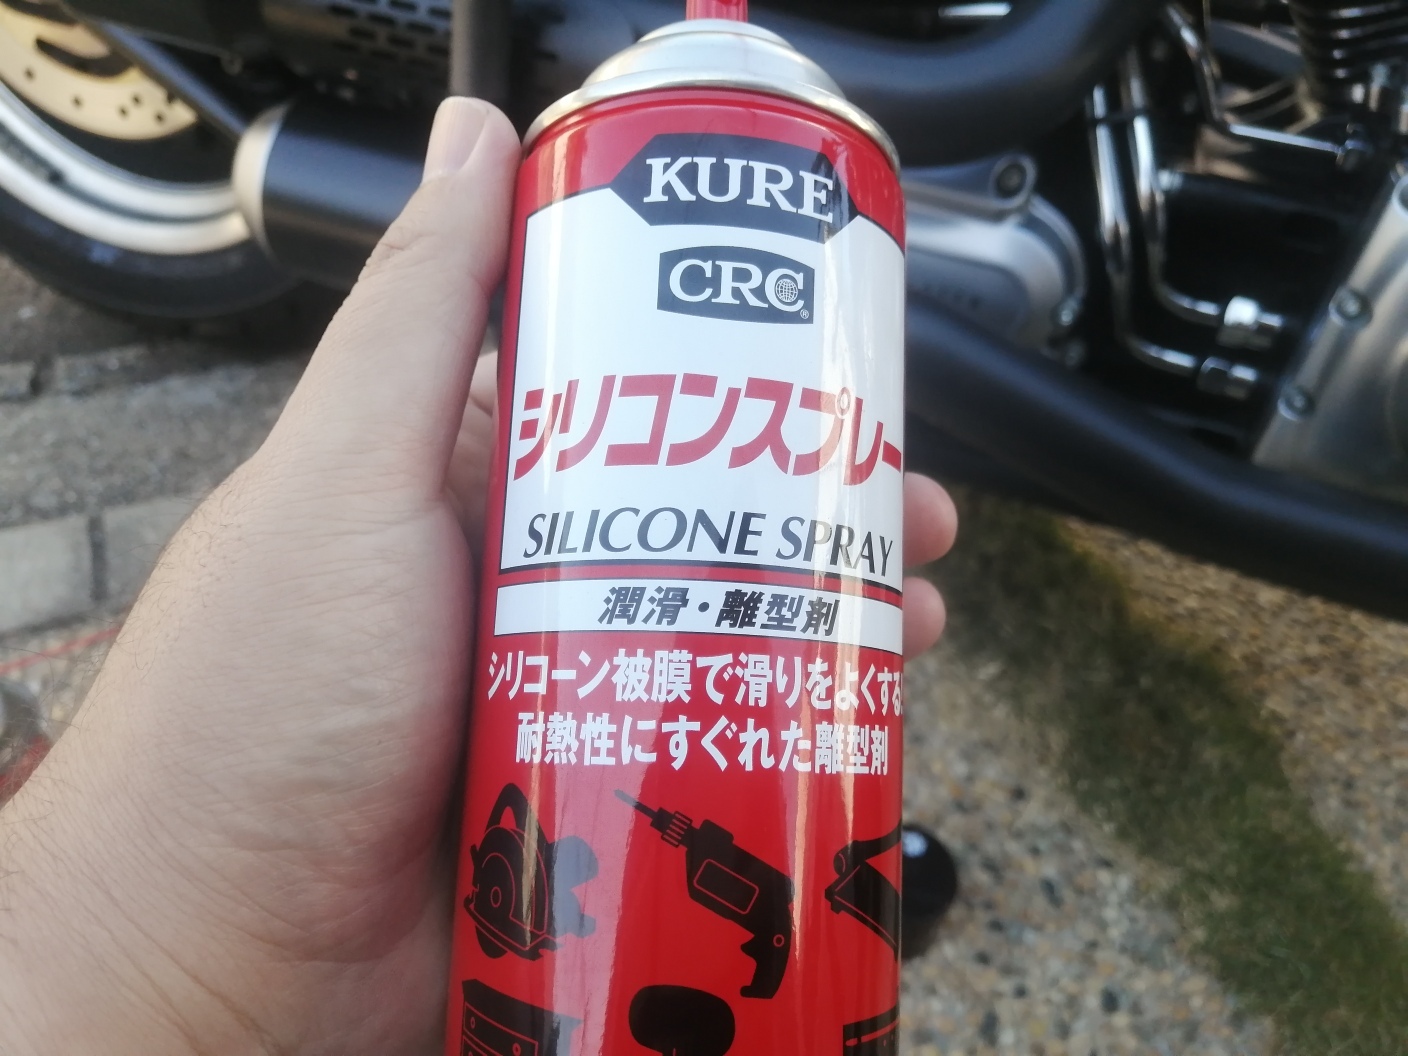 KURE
CRC®
シリコンスプレー
SILICONE SPRAY
潤滑・離型剤
シリコーン被膜で滑りをよくする
耐熱性にすぐれた離型剤